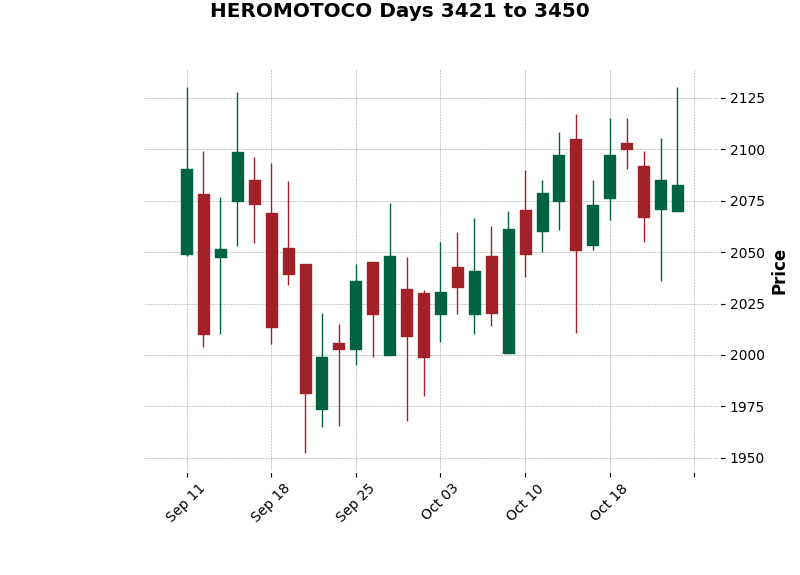 HEROMOTOCO Days 3421 to 3450
2125
2100
2075
2050
2025
2000
1975
1950
Price
Sep 11
Sep 18
Sep 25
Oct 03
Oct 10
Oct 18